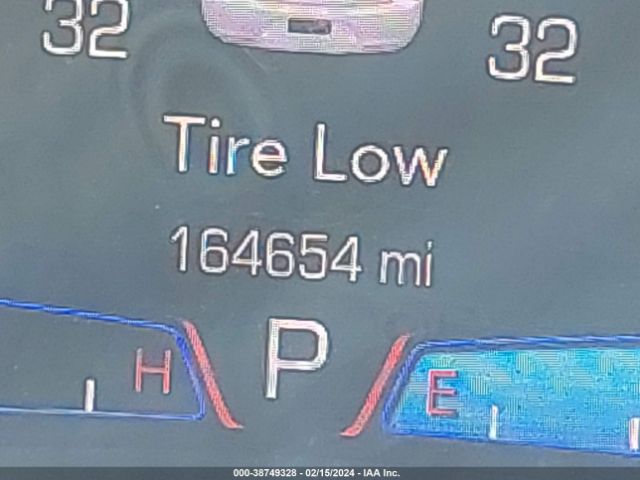 32 32
Tire Low
164654 mi
P
H E
000-38749328 - 02/15/2024 - IAA Inc.